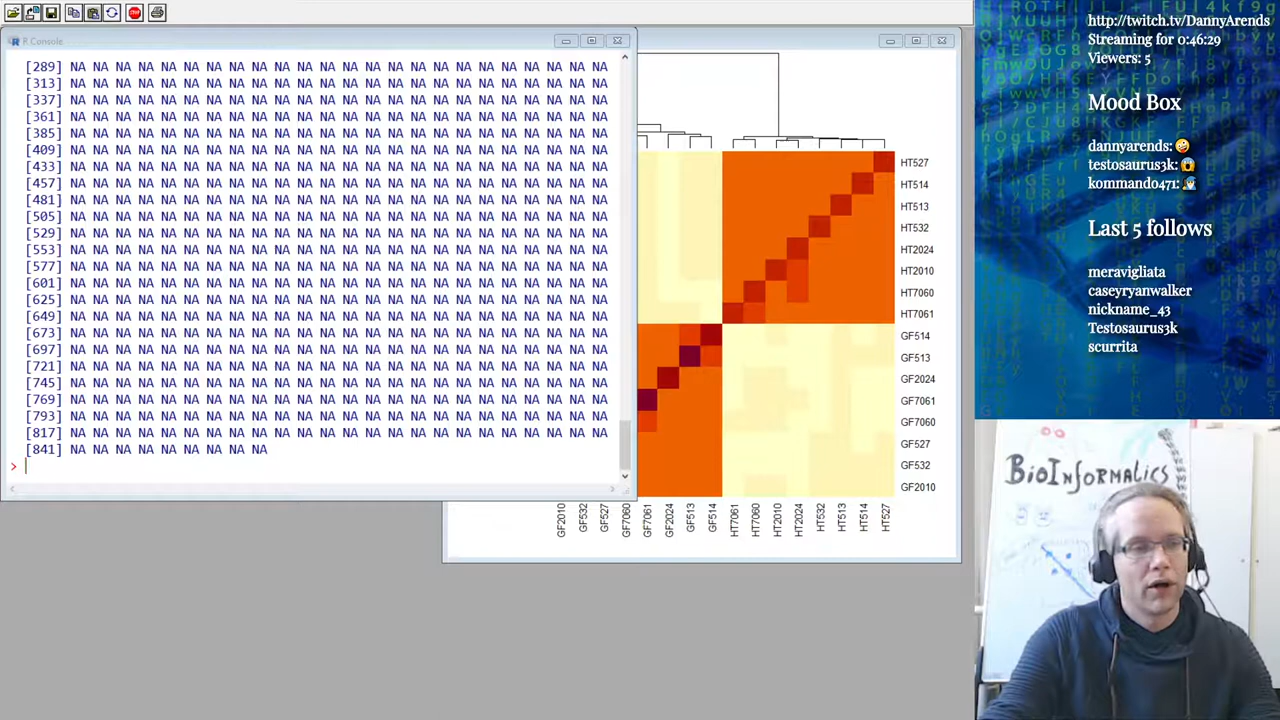 R Console
[289] NA NA NA NA NA NA NA NA NA NA NA NA NA NA NA NA NA NA NA NA NA NA NA NA
[313] NA NA NA NA NA NA NA NA NA NA NA NA NA NA NA NA NA NA NA NA NA NA NA NA
[337] NA NA NA NA NA NA NA NA NA NA NA NA NA NA NA NA NA NA NA NA NA NA NA NA
[361] NA NA NA NA NA NA NA NA NA NA NA NA NA NA NA NA NA NA NA NA NA NA NA NA
[385] NA NA NA NA NA NA NA NA NA NA NA NA NA NA NA NA NA NA NA NA NA NA NA NA
[409] NA NA NA NA NA NA NA NA NA NA NA NA NA NA NA NA NA NA NA NA NA NA NA NA
[433] NA NA NA NA NA NA NA NA NA NA NA NA NA NA NA NA NA NA NA NA NA NA NA NA
[457] NA NA NA NA NA NA NA NA NA NA NA NA NA NA NA NA NA NA NA NA NA NA NA NA
[481] NA NA NA NA NA NA NA NA NA NA NA NA NA NA NA NA NA NA NA NA NA NA NA NA
[505] NA NA NA NA NA NA NA NA NA NA NA NA NA NA NA NA NA NA NA NA NA NA NA NA
[529] NA NA NA NA NA NA NA NA NA NA NA NA NA NA NA NA NA NA NA NA NA NA NA NA
[553] NA NA NA NA NA NA NA NA NA NA NA NA NA NA NA NA NA NA NA NA NA NA NA NA
[577] NA NA NA NA NA NA NA NA NA NA NA NA NA NA NA NA NA NA NA NA NA NA NA NA
[601] NA NA NA NA NA NA NA NA NA NA NA NA NA NA NA NA NA NA NA NA NA NA NA NA
[625] NA NA NA NA NA NA NA NA NA NA NA NA NA NA NA NA NA NA NA NA NA NA NA NA
[649] NA NA NA NA NA NA NA NA NA NA NA NA NA NA NA NA NA NA NA NA NA NA NA NA
[673] NA NA NA NA NA NA NA NA NA NA NA NA NA NA NA NA NA NA NA NA NA NA NA NA
[697] NA NA NA NA NA NA NA NA NA NA NA NA NA NA NA NA NA NA NA NA NA NA NA NA
[721] NA NA NA NA NA NA NA NA NA NA NA NA NA NA NA NA NA NA NA NA NA NA NA NA
[745] NA NA NA NA NA NA NA NA NA NA NA NA NA NA NA NA NA NA NA NA NA NA NA NA
[769] NA NA NA NA NA NA NA NA NA NA NA NA NA NA NA NA NA NA NA NA NA NA NA NA
[793] NA NA NA NA NA NA NA NA NA NA NA NA NA NA NA NA NA NA NA NA NA NA NA NA
[817] NA NA NA NA NA NA NA NA NA NA NA NA NA NA NA NA NA NA NA NA NA NA NA NA
[841] NA NA NA NA NA NA NA NA NA
>
HT527
HT514
HT513
HT532
HT2024
HT2010
HT7060
HT7061
GF514
GF513
GF2024
GF7061
GF7060
GF527
GF532
GF2010
GF2010
GF532
GF527
GF7060
GF7061
GF2024
GF513
GF514
HT7061
HT7060
HT2010
HT2024
HT532
HT513
HT514
HT527
http://twitch.tv/DannyArends
Streaming for 0:46:29
Viewers: 5
Mood Box
dannyarends:
testosaurus3k:
kommando471:
Last 5 follows
meravigliata
caseyryanwalker
nickname_43
Testosaurus3k
scurrita
BioInformatics